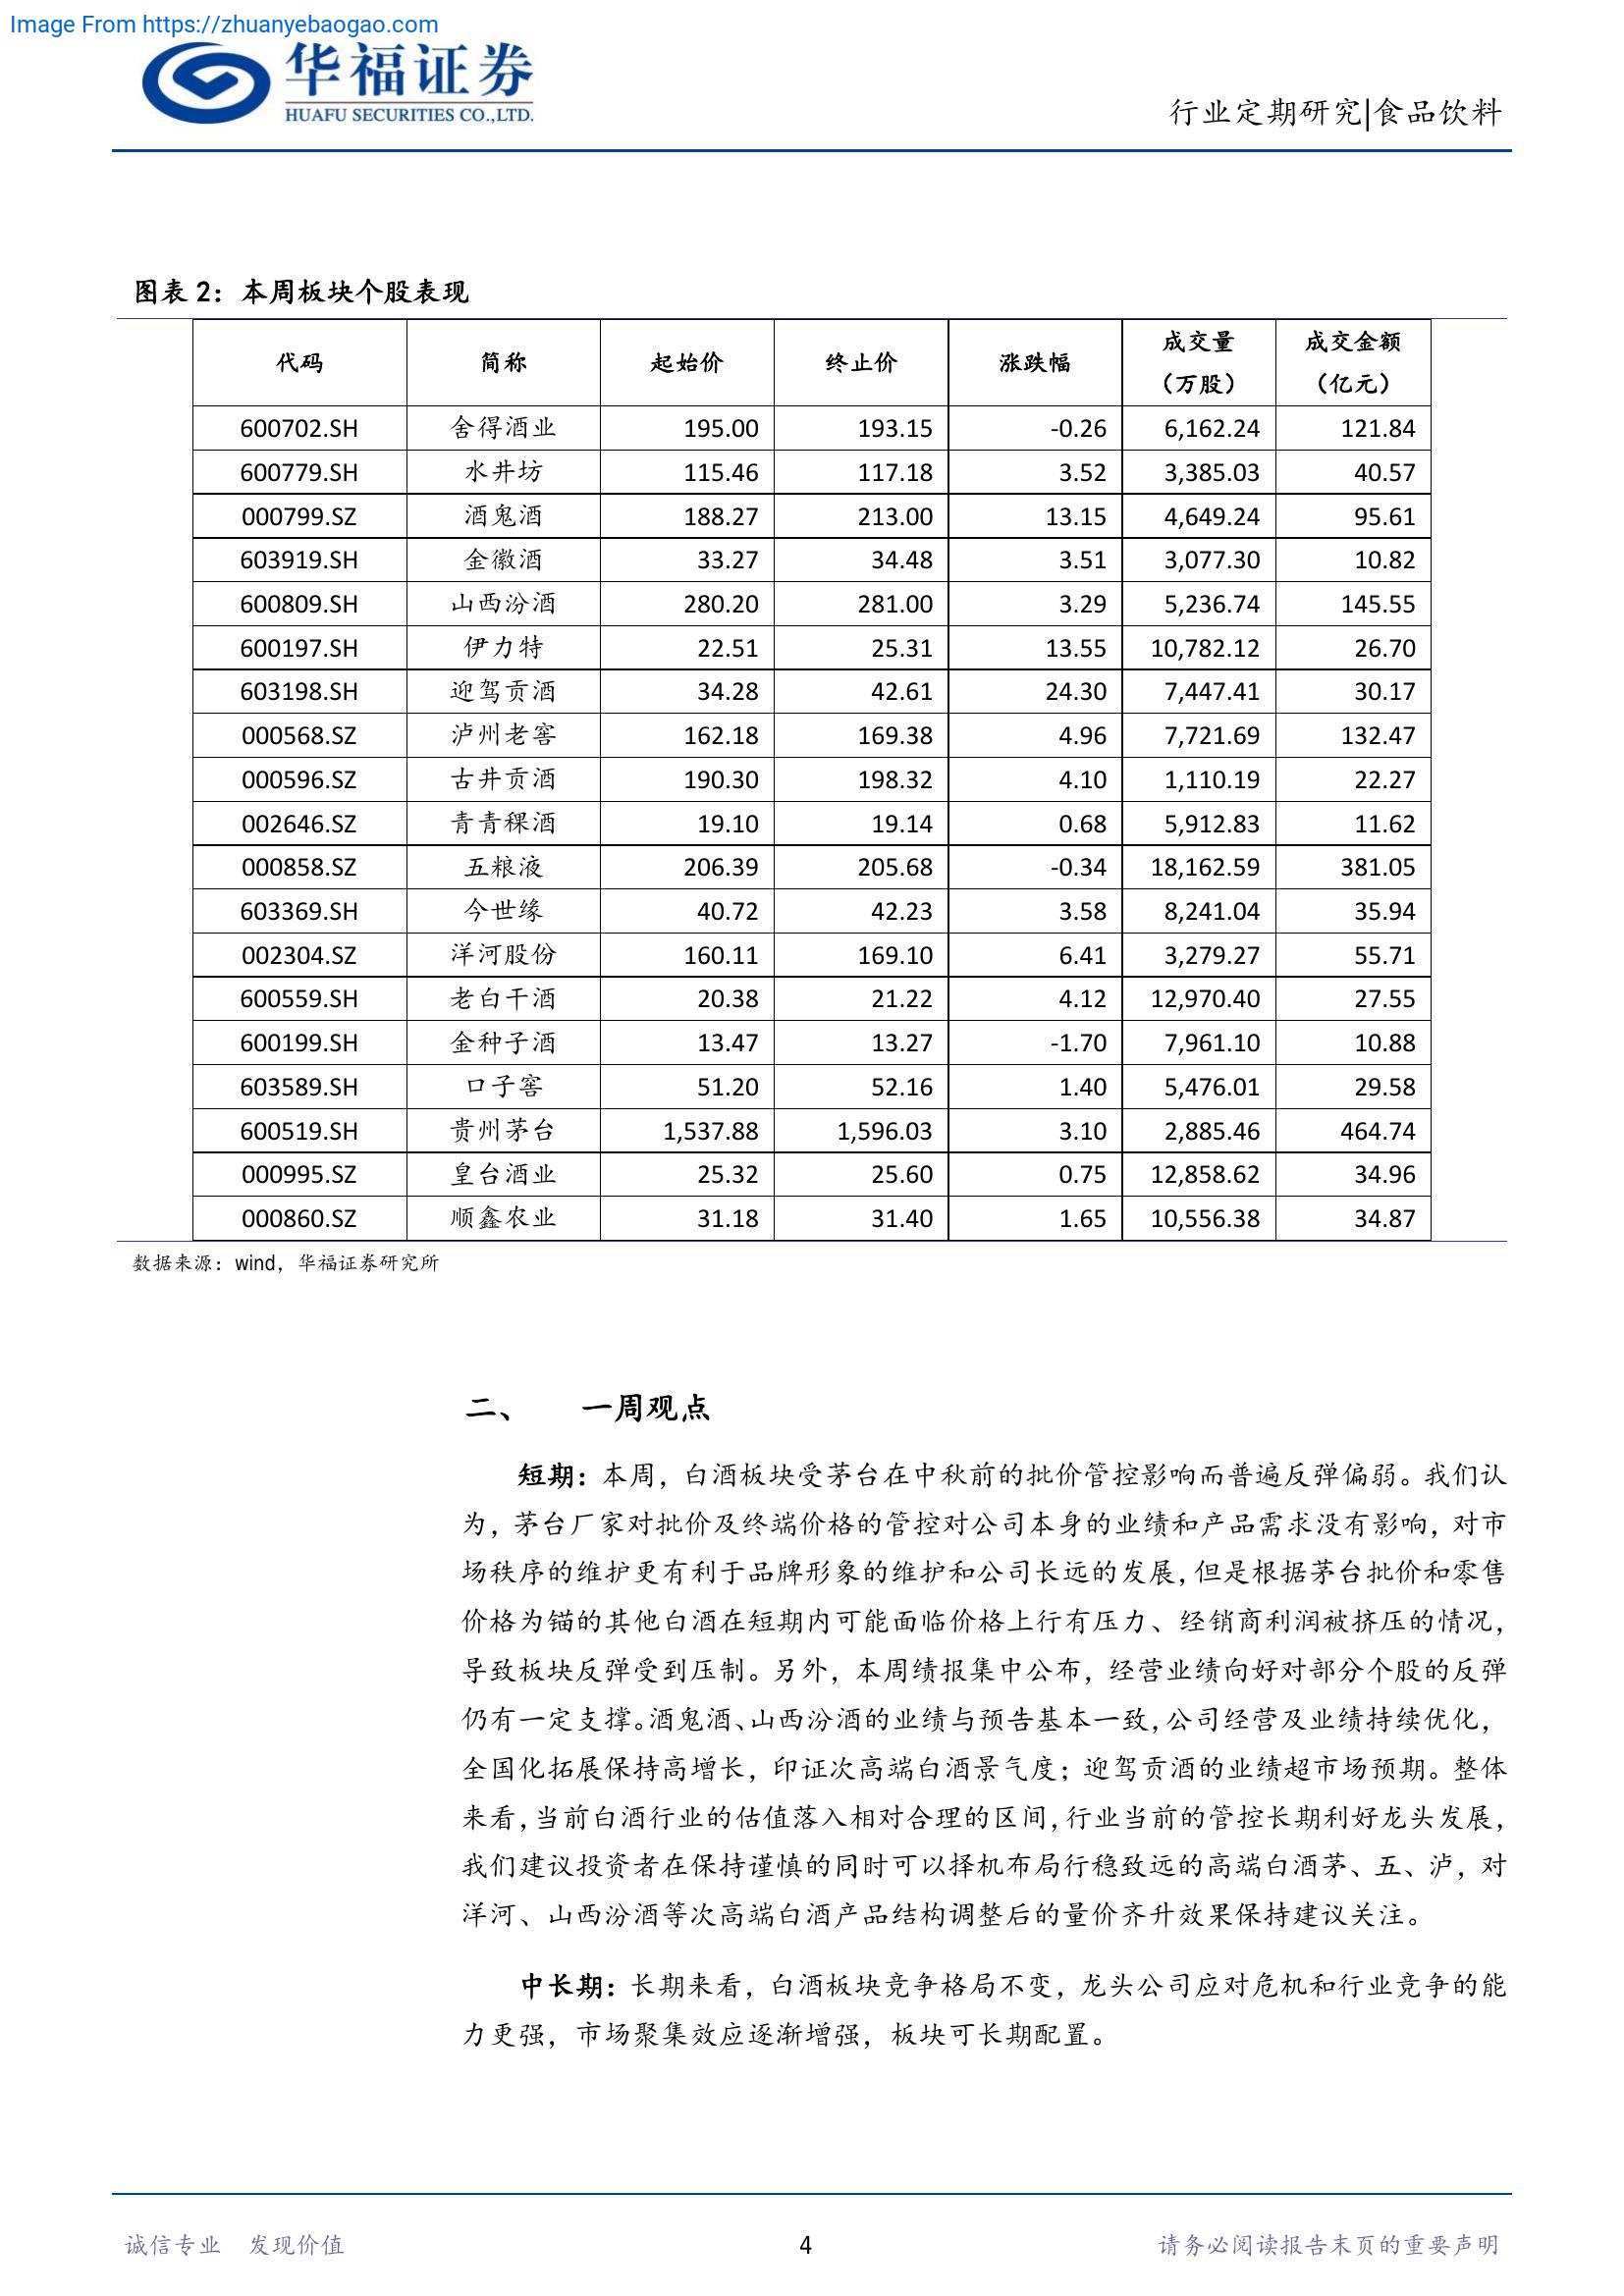 Image From https://zhuanyebaogao.com
华福证券
HUAFU SECURITIES CO.,LTD.
行业定期研究|食品饮料
图表 2：本周板块个股表现
代码 简称 起始价 终止价 涨跌幅 成交量（万股） 成交金额（亿元）
600702.SH 舍得酒业 195.00 193.15 -0.26 6,162.24 121.84
600779.SH 水井坊 115.46 117.18 3.52 3,385.03 40.57
000799.SZ 酒鬼酒 188.27 213.00 13.15 4,649.24 95.61
603919.SH 金徽酒 33.27 34.48 3.51 3,077.30 10.82
600809.SH 山西汾酒 280.20 281.00 3.29 5,236.74 145.55
600197.SH 伊力特 22.51 25.31 13.55 10,782.12 26.70
603198.SH 迎驾贡酒 34.28 42.61 24.30 7,447.41 30.17
000568.SZ 泸州老窖 162.18 169.38 4.96 7,721.69 132.47
000596.SZ 古井贡酒 190.30 198.32 4.10 1,110.19 22.27
002646.SZ 青青稞酒 19.10 19.14 0.68 5,912.83 11.62
000858.SZ 五粮液 206.39 205.68 -0.34 18,162.59 381.05
603369.SH 今世缘 40.72 42.23 3.58 8,241.04 35.94
002304.SZ 洋河股份 160.11 169.10 6.41 3,279.27 55.71
600559.SH 老白干酒 20.38 21.22 4.12 12,970.40 27.55
600199.SH 金种子酒 13.47 13.27 -1.70 7,961.10 10.88
603589.SH 口子窖 51.20 52.16 1.40 5,476.01 29.58
600519.SH 贵州茅台 1,537.88 1,596.03 3.10 2,885.46 464.74
000995.SZ 皇台酒业 25.32 25.60 0.75 12,858.62 34.96
000860.SZ 顺鑫农业 31.18 31.40 1.65 10,556.38 34.87
数据来源：wind，华福证券研究所
二、 一周观点
短期：本周，白酒板块受茅台在中秋前的批价管控影响而普遍反弹偏弱。我们认
为，茅台厂家对批价及终端价格的管控对公司本身的业绩和产品需求没有影响，对市
场秩序的维护更有利于品牌形象的维护和公司长远的发展，但是根据茅台批价和零售
价格为锚的其他白酒在短期内可能面临价格上行有压力、经销商利润被挤压的情况，
导致板块反弹受到压制。另外，本周绩报集中公布，经营业绩向好对部分个股的反弹
仍有一定支撑。酒鬼酒、山西汾酒的业绩与预告基本一致，公司经营及业绩持续优化，
全国化拓展保持高增长，印证次高端白酒景气度；迎驾贡酒的业绩超市场预期。整体
来看，当前白酒行业的估值落入相对合理的区间，行业当前的管控长期利好龙头发展，
我们建议投资者在保持谨慎的同时可以择机布局行稳致远的高端白酒茅、五、泸，对
洋河、山西汾酒等次高端白酒产品结构调整后的量价齐升效果保持建议关注。
中长期：长期来看，白酒板块竞争格局不变，龙头公司应对危机和行业竞争的能
力更强，市场聚集效应逐渐增强，板块可长期配置。
诚信专业 发现价值 4 请务必阅读报告末页的重要声明